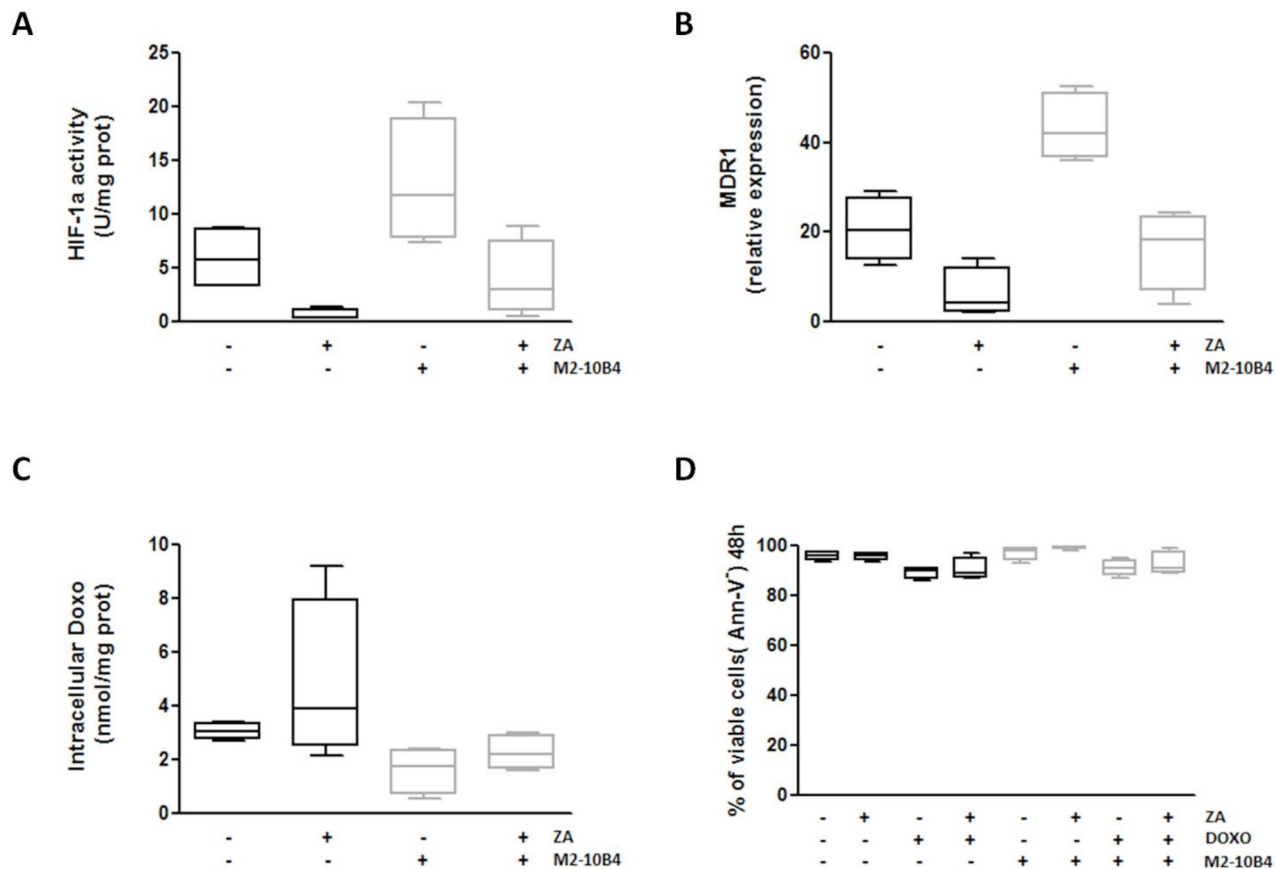 A
HIF-1a activity
(U/mg prot)
25
20
15
10
5
0
- + - + ZA
- - + + M2-10B4
B
MDR1
(relative expression)
60
40
20
0
- + - + ZA
- - + + M2-10B4
C
Intracellular Doxo
(nmol/mg prot)
10
8
6
4
2
0
- + - + ZA
- - + + M2-10B4
D
% of viable cells( Ann-V⁻) 48h
100
80
60
40
20
0
- + - + - + - + ZA
- - + + - - + + DOXO
- - - - + + + + M2-10B4